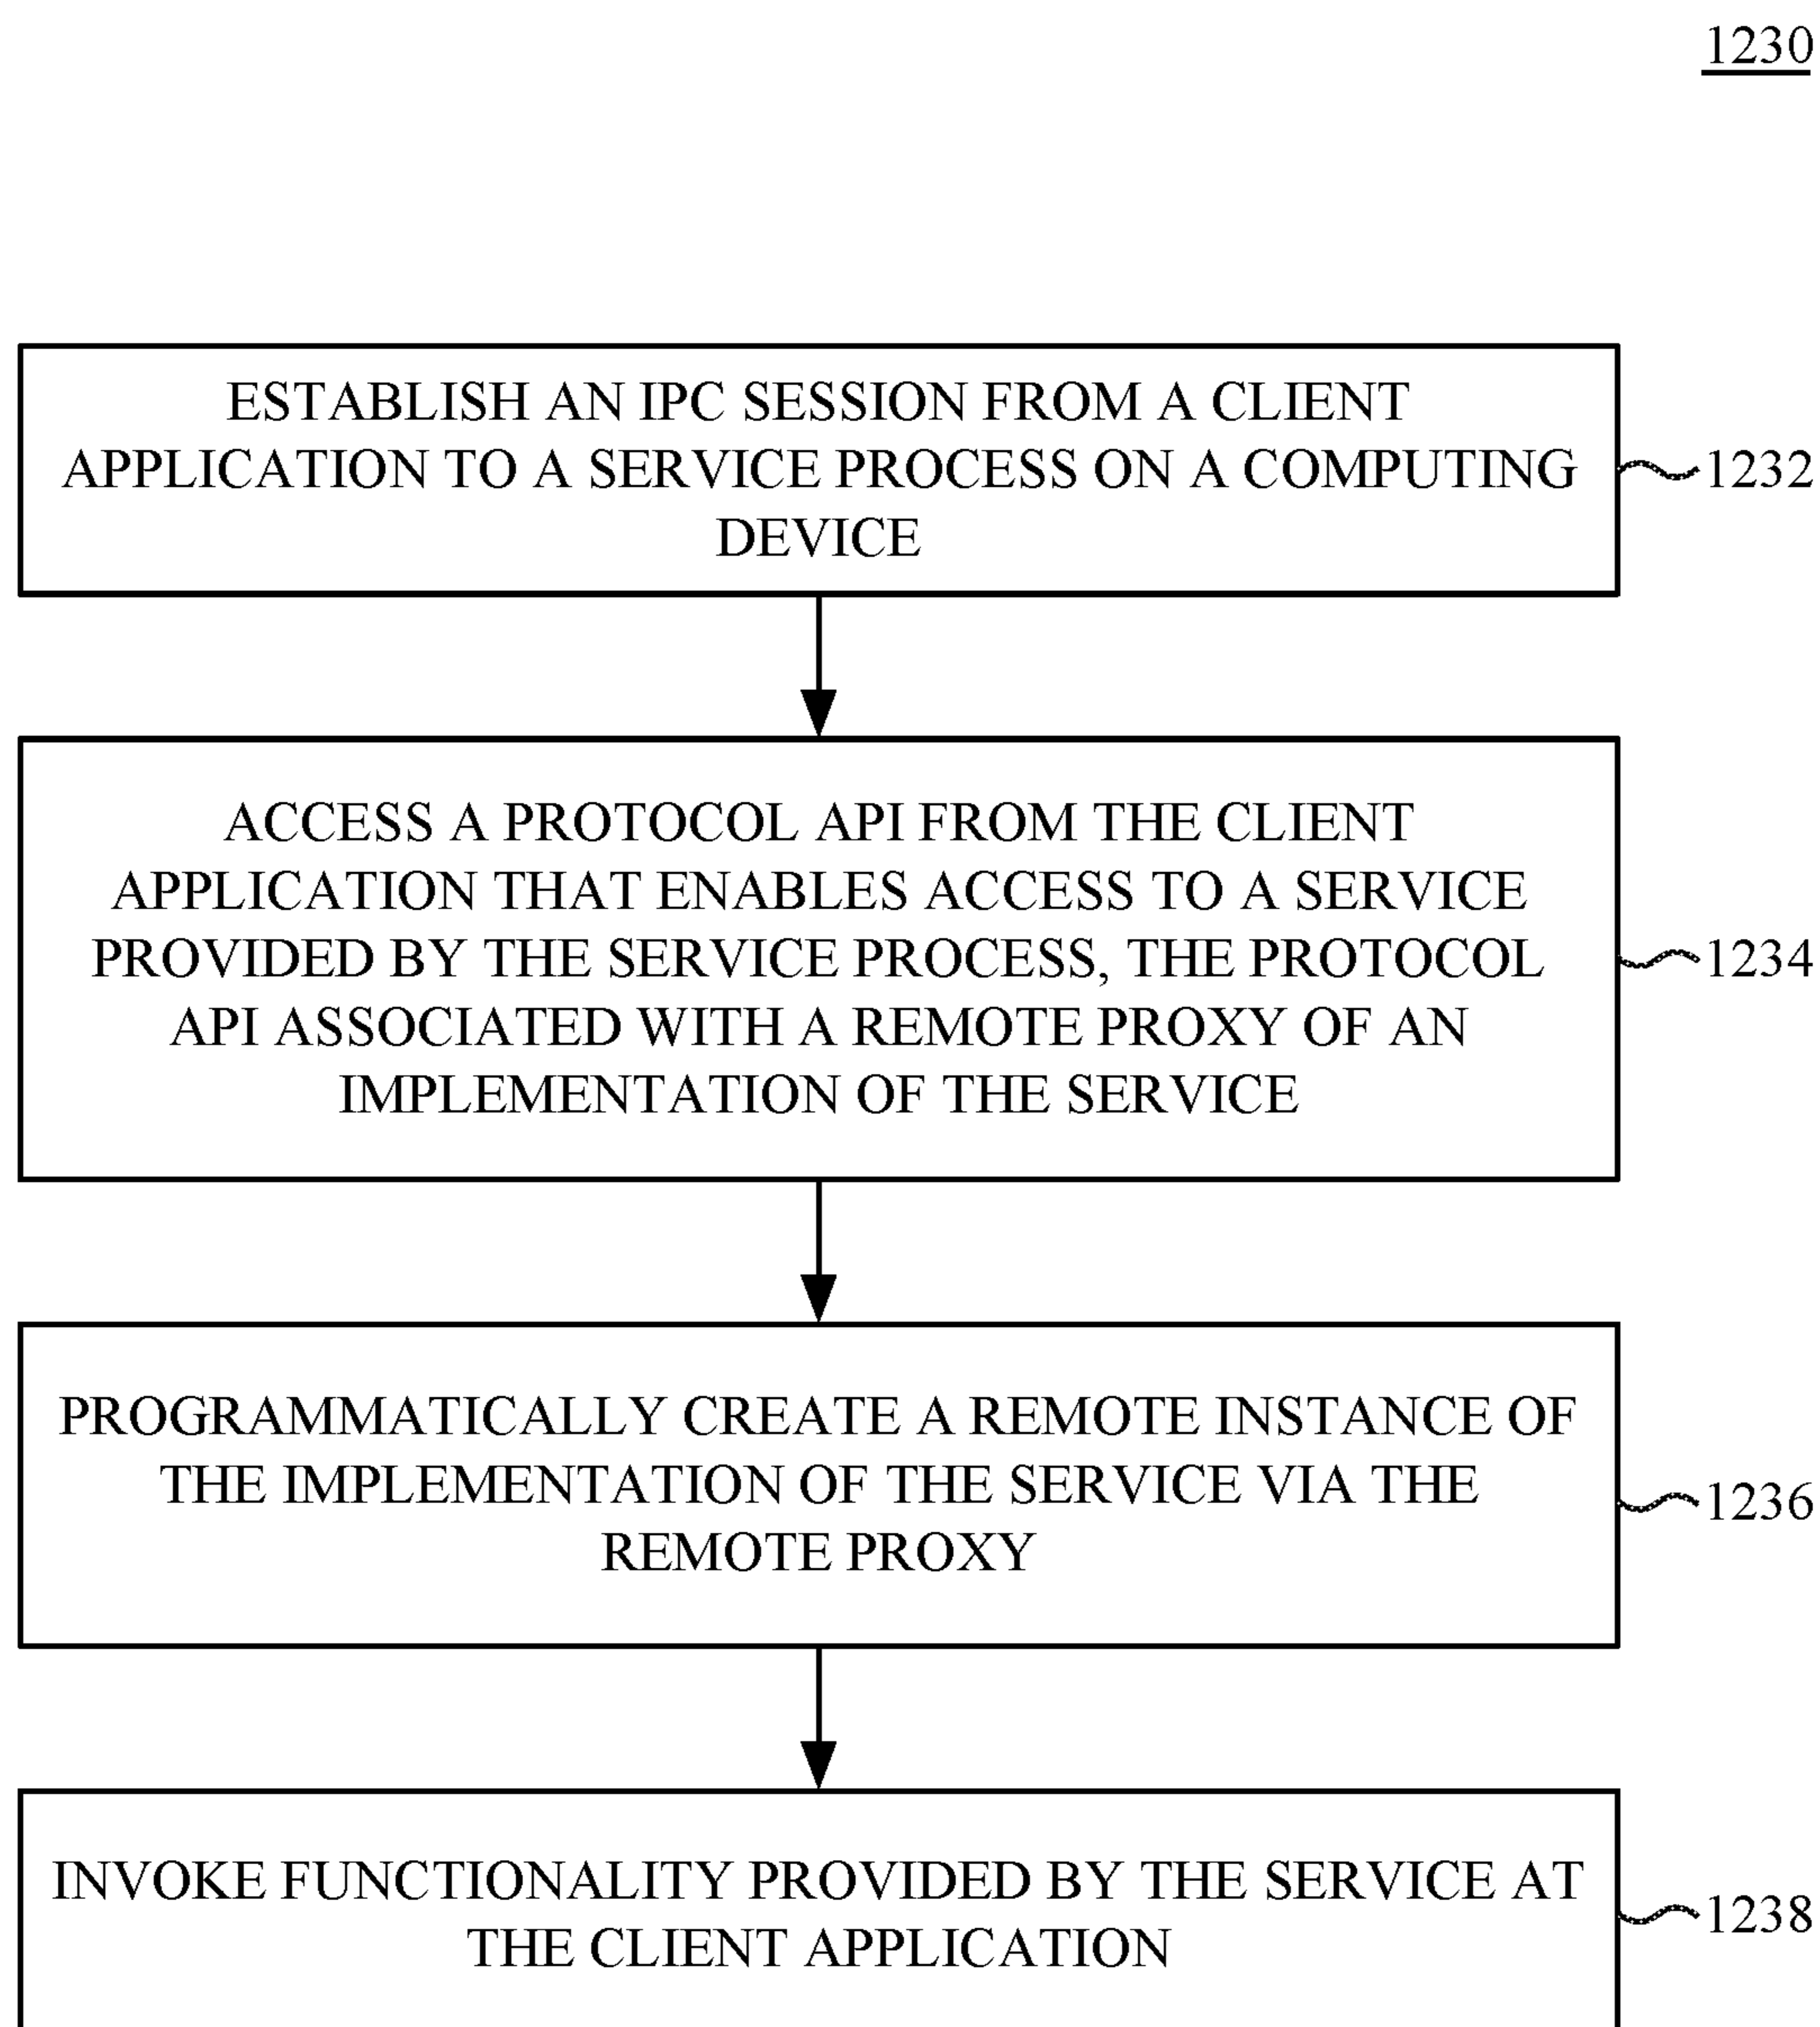 1230
ESTABLISH AN IPC SESSION FROM A CLIENT
APPLICATION TO A SERVICE PROCESS ON A COMPUTING
DEVICE
1232
ACCESS A PROTOCOL API FROM THE CLIENT
APPLICATION THAT ENABLES ACCESS TO A SERVICE
PROVIDED BY THE SERVICE PROCESS, THE PROTOCOL
API ASSOCIATED WITH A REMOTE PROXY OF AN
IMPLEMENTATION OF THE SERVICE
1234
PROGRAMMATICALLY CREATE A REMOTE INSTANCE OF
THE IMPLEMENTATION OF THE SERVICE VIA THE
REMOTE PROXY
1236
INVOKE FUNCTIONALITY PROVIDED BY THE SERVICE AT
THE CLIENT APPLICATION
1238